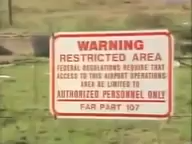 WARNING
RESTRICTED AREA
FEDERAL REGULATIONS REQUIRE THAT
ACCESS TO THIS AIRPORT OPERATIONS
AREA BE LIMITED TO
AUTHORIZED PERSONNEL ONLY
FAR PART 107